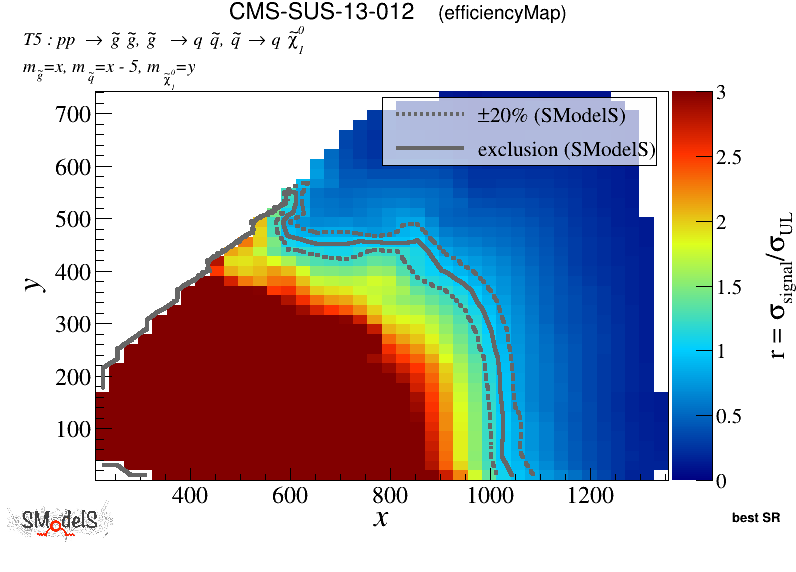 CMS-SUS-13-012 (efficiencyMap)
T5 : pp → g̃ g̃, g̃ → q q̃, q̃ → q χ̃₁⁰
m_g̃=x, m_q̃=x - 5, m_χ̃₁⁰=y
±20% (SModelS)
exclusion (SModelS)
700
600
500
400
300
200
100
y
400 600 800 1000 1200
x
3
2.5
2
1.5
1
0.5
0
r = σsignal/σUL
SModelS
best SR